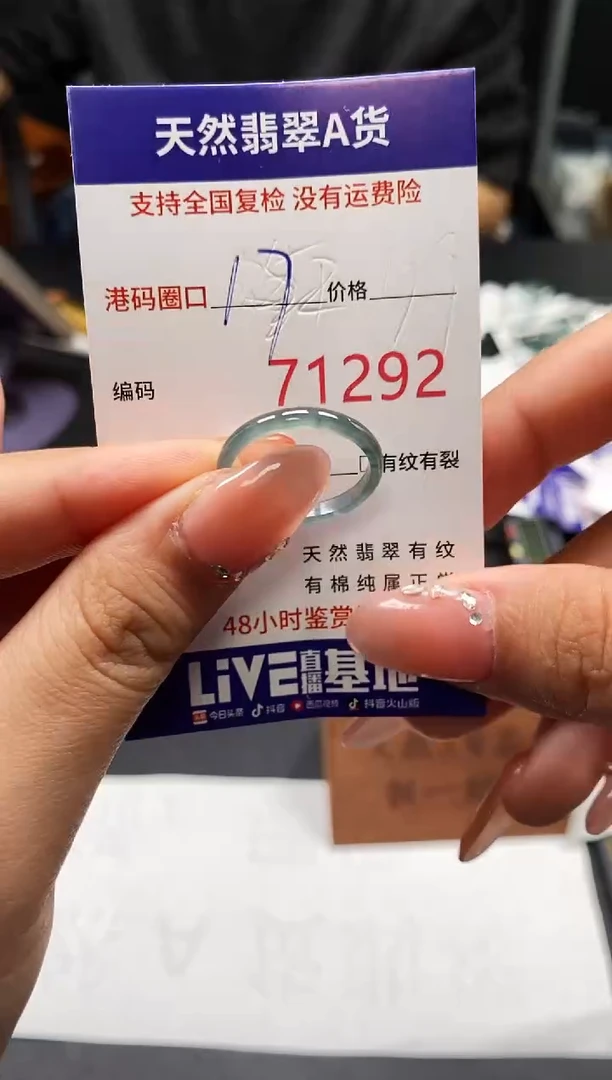 天然翡翠A货
支持全国复检 没有运费险
港码圈口 17 价格
编码 71292
有纹有裂
天然翡翠有纹
有棉纯属正
48小时鉴赏
LiVE直播基地
今日头条 抖音 西瓜视频 抖音火山版